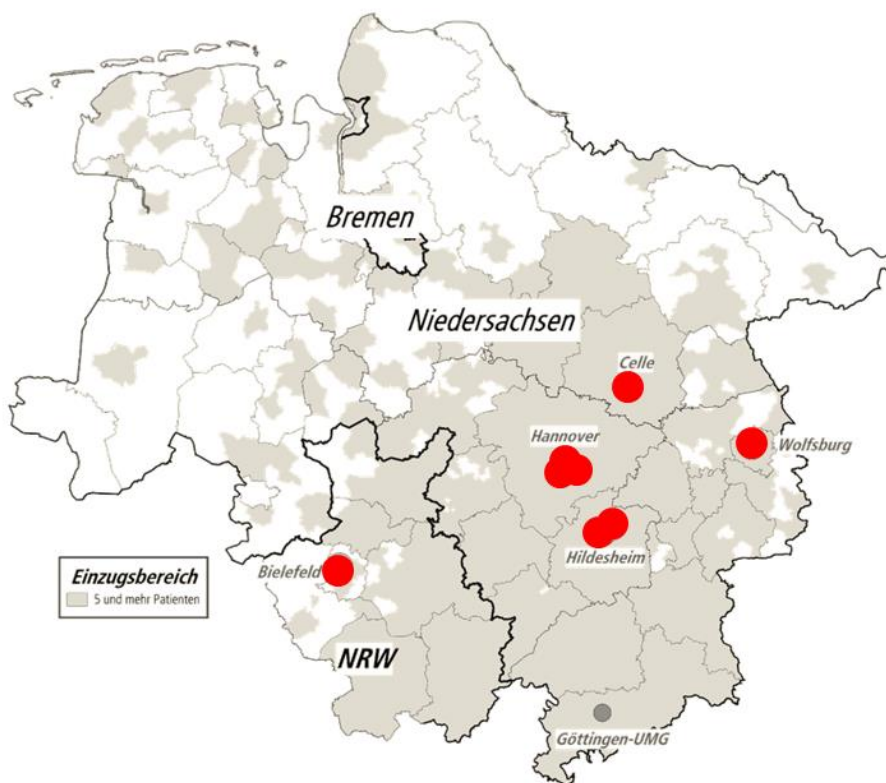 Bremen
Niedersachsen
Celle
Hannover
Wolfsburg
Hildesheim
Bielefeld
Einzugsbereich
5 und mehr Patienten
NRW
Göttingen-UMG